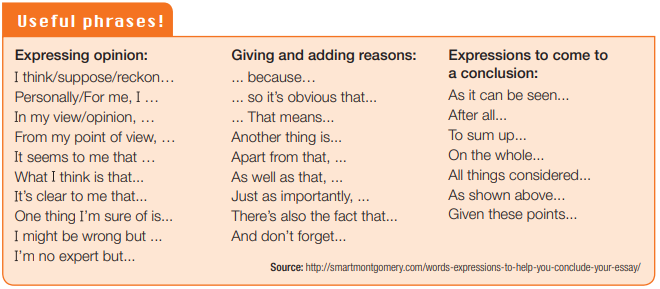 Useful phrases!
Expressing opinion:
I think/suppose/reckon…
Personally/For me, I …
In my view/opinion, …
From my point of view, …
It seems to me that …
What I think is that...
It’s clear to me that...
One thing I’m sure of is...
I might be wrong but ...
I’m no expert but...
Giving and adding reasons:
... because…
... so it’s obvious that...
... That means...
Another thing is...
Apart from that, ...
As well as that, ...
Just as importantly, ...
There’s also the fact that...
And don’t forget...
Expressions to come to
a conclusion:
As it can be seen...
After all...
To sum up...
On the whole...
All things considered...
As shown above...
Given these points...
Source: http://smartmontgomery.com/words-expressions-to-help-you-conclude-your-essay/